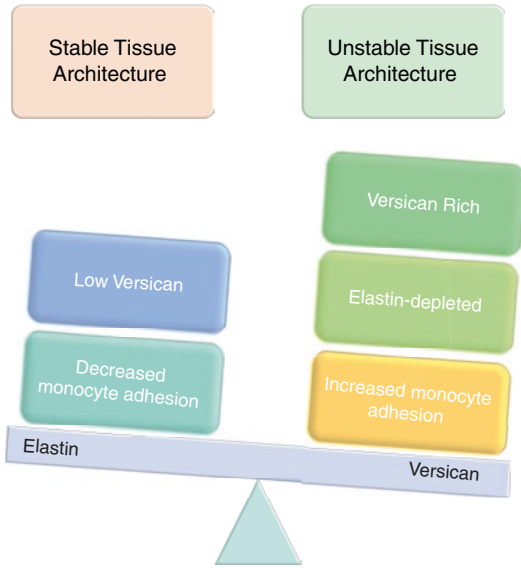 Stable Tissue
Architecture
Unstable Tissue
Architecture
Versican Rich
Low Versican
Elastin-depleted
Decreased
monocyte adhesion
Increased monocyte
adhesion
Elastin
Versican